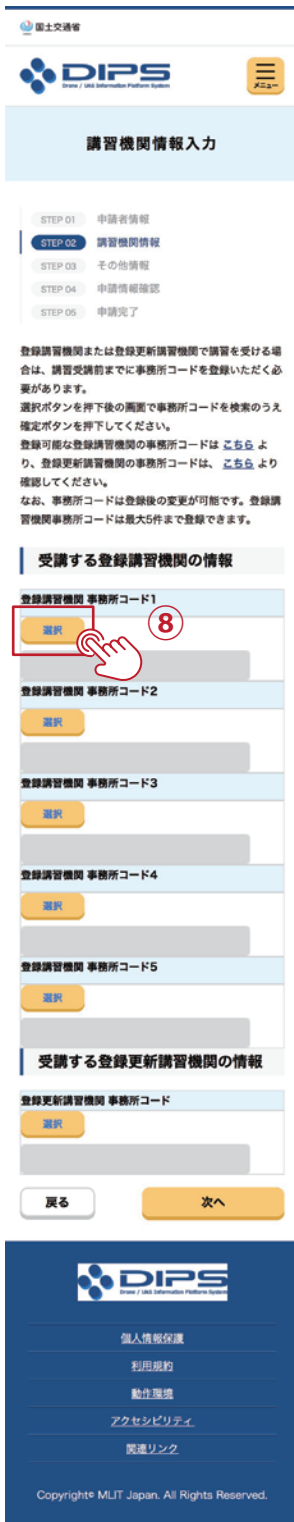 国土交通省
DIPS
Drone / UAS Information Platform System
メニュー
講習機関情報入力
STEP 01 申請者情報
STEP 02 講習機関情報
STEP 03 その他情報
STEP 04 申請情報確認
STEP 05 申請完了
登録講習機関または登録更新講習機関で講習を受ける場
合は、講習受講前までに事務所コードを登録いただく必
要があります。
選択ボタンを押下後の画面で事務所コードを検索のうえ
確定ボタンを押下してください。
登録可能な登録講習機関の事務所コードは こちら よ
り、登録更新講習機関の事務所コードは、 こちら より
確認してください。
なお、事務所コードは登録後の変更が可能です。登録講
習機関事務所コードは最大5件まで登録できます。
受講する登録講習機関の情報
登録講習機関 事務所コード1
選択
⑧
登録講習機関 事務所コード2
選択
登録講習機関 事務所コード3
選択
登録講習機関 事務所コード4
選択
登録講習機関 事務所コード5
選択
受講する登録更新講習機関の情報
登録更新講習機関 事務所コード
選択
戻る
次へ
DIPS
Drone / UAS Information Platform System
個人情報保護
利用規約
動作環境
アクセシビリティ
関連リンク
Copyright© MLIT Japan. All Rights Reserved.